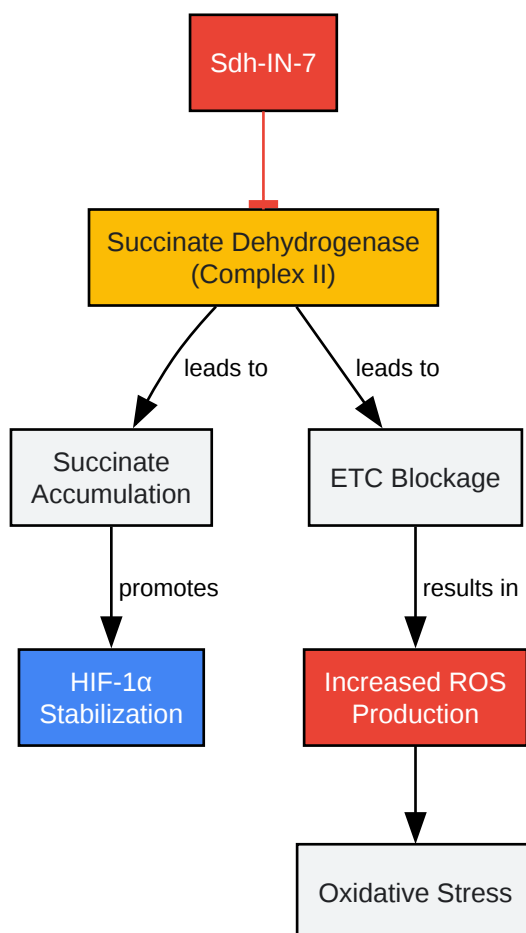 Sdh-IN-7
Succinate Dehydrogenase
(Complex II)
leads to
leads to
Succinate
Accumulation
ETC Blockage
promotes
results in
HIF-1α
Stabilization
Increased ROS
Production
Oxidative Stress